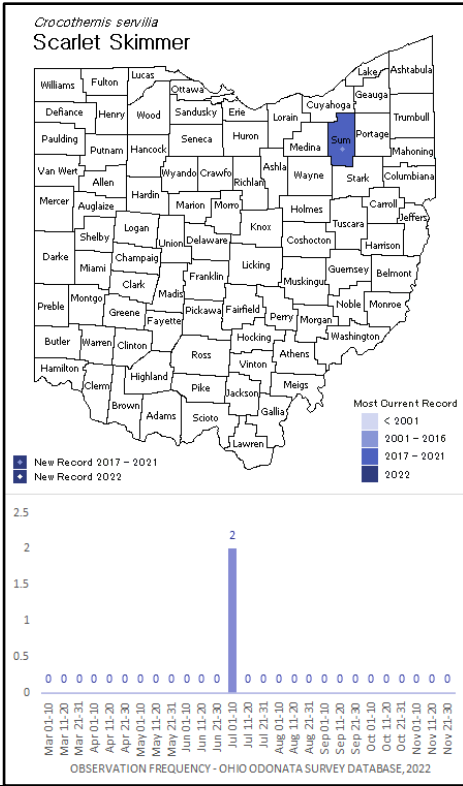 Crocothemis servilia
Scarlet Skimmer
Williams Fulton Lucas Ottawa Lake Ashtabula
Geauga
Cuyahoga
Defiance Henry Wood Sandusky Erie Lorain Trumbull
Paulding Putnam Hancock Seneca Huron Medina Sum Portage Mahoning
Van Wert Allen Wyando Crawfo Richlan Ashla Wayne Stark Columbiana
Mercer Auglaize Hardin Marion Morro Holmes Carroll Jeffers
Shelby Logan Union Delaware Knox Coshocton Tuscara Harrison
Darke Miami Champaig Licking Guernsey Belmont
Clark Madis Franklin Muskingu
Preble Montgo Greene Pickawa Fairfield Perry Morgan Noble Monroe
Fayette Hocking Washington
Butler Warren Clinton Ross Athens
Hamilton Highland Vinton
Clerm Pike Jackson Meigs
Brown Adams Scioto Gallia
Lawren
Most Current Record
< 2001
2001 - 2016
2017 - 2021
2022
New Record 2017 - 2021
New Record 2022
2.5
2
1.5
1
0.5
0
2
0 0 0 0 0 0 0 0 0 0 0 0 0 0 0 0 0 0 0 0 0 0 0 0 0 0
Mar 01-10
Mar 11-20
Mar 21-31
Apr 01-10
Apr 11-20
Apr 21-30
May 01-10
May 11-20
May 21-31
Jun 01-10
Jun 11-20
Jun 21-30
Jul 01-10
Jul 11-20
Jul 21-31
Aug 01-10
Aug 11-20
Aug 21-31
Sep 01-10
Sep 11-20
Sep 21-30
Oct 01-10
Oct 11-20
Oct 21-31
Nov 01-10
Nov 11-20
Nov 21-30
OBSERVATION FREQUENCY - OHIO ODONATA SURVEY DATABASE, 2022